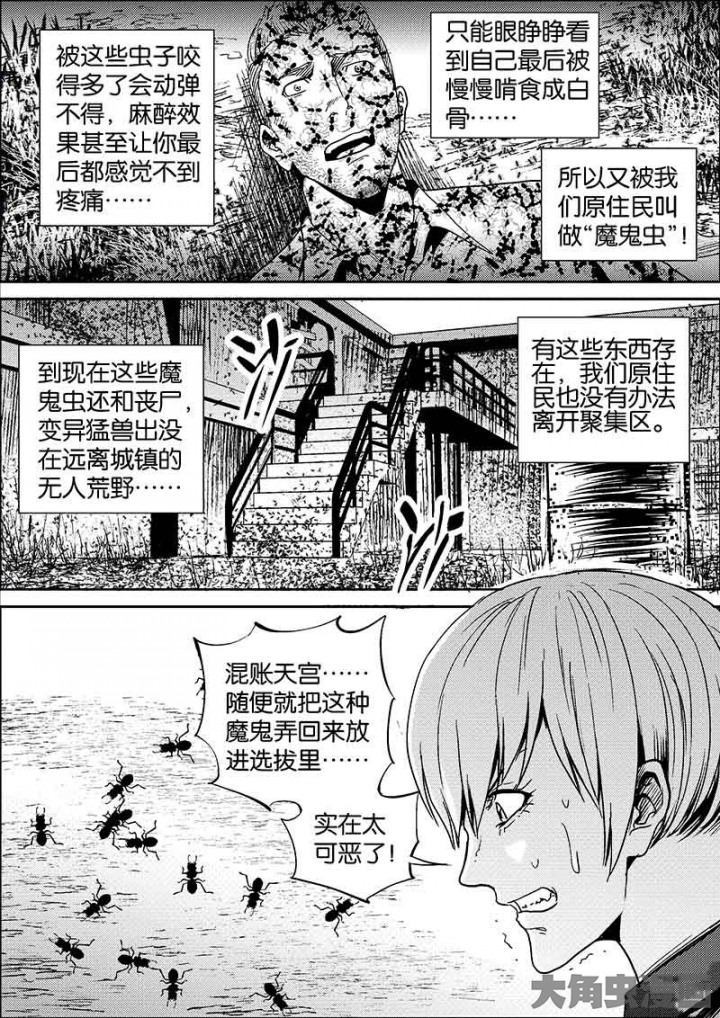 被这些虫子咬
得多了会动弹
不得，麻醉效
果甚至让你最
后都感觉不到
疼痛……
只能眼睁睁看
到自己最后被
慢慢啃食成白
骨……
所以又被我
们原住民叫
做“魔鬼虫”！
到现在这些魔
鬼虫还和丧尸，
变异猛兽出没
在远离城镇的
无人荒野……
有这些东西存
在，我们原住
民也没有办法
离开聚集区。
混账天宫……
随便就把这种
魔鬼弄回来放
进选拔里……
实在太
可恶了！
大角虫漫画